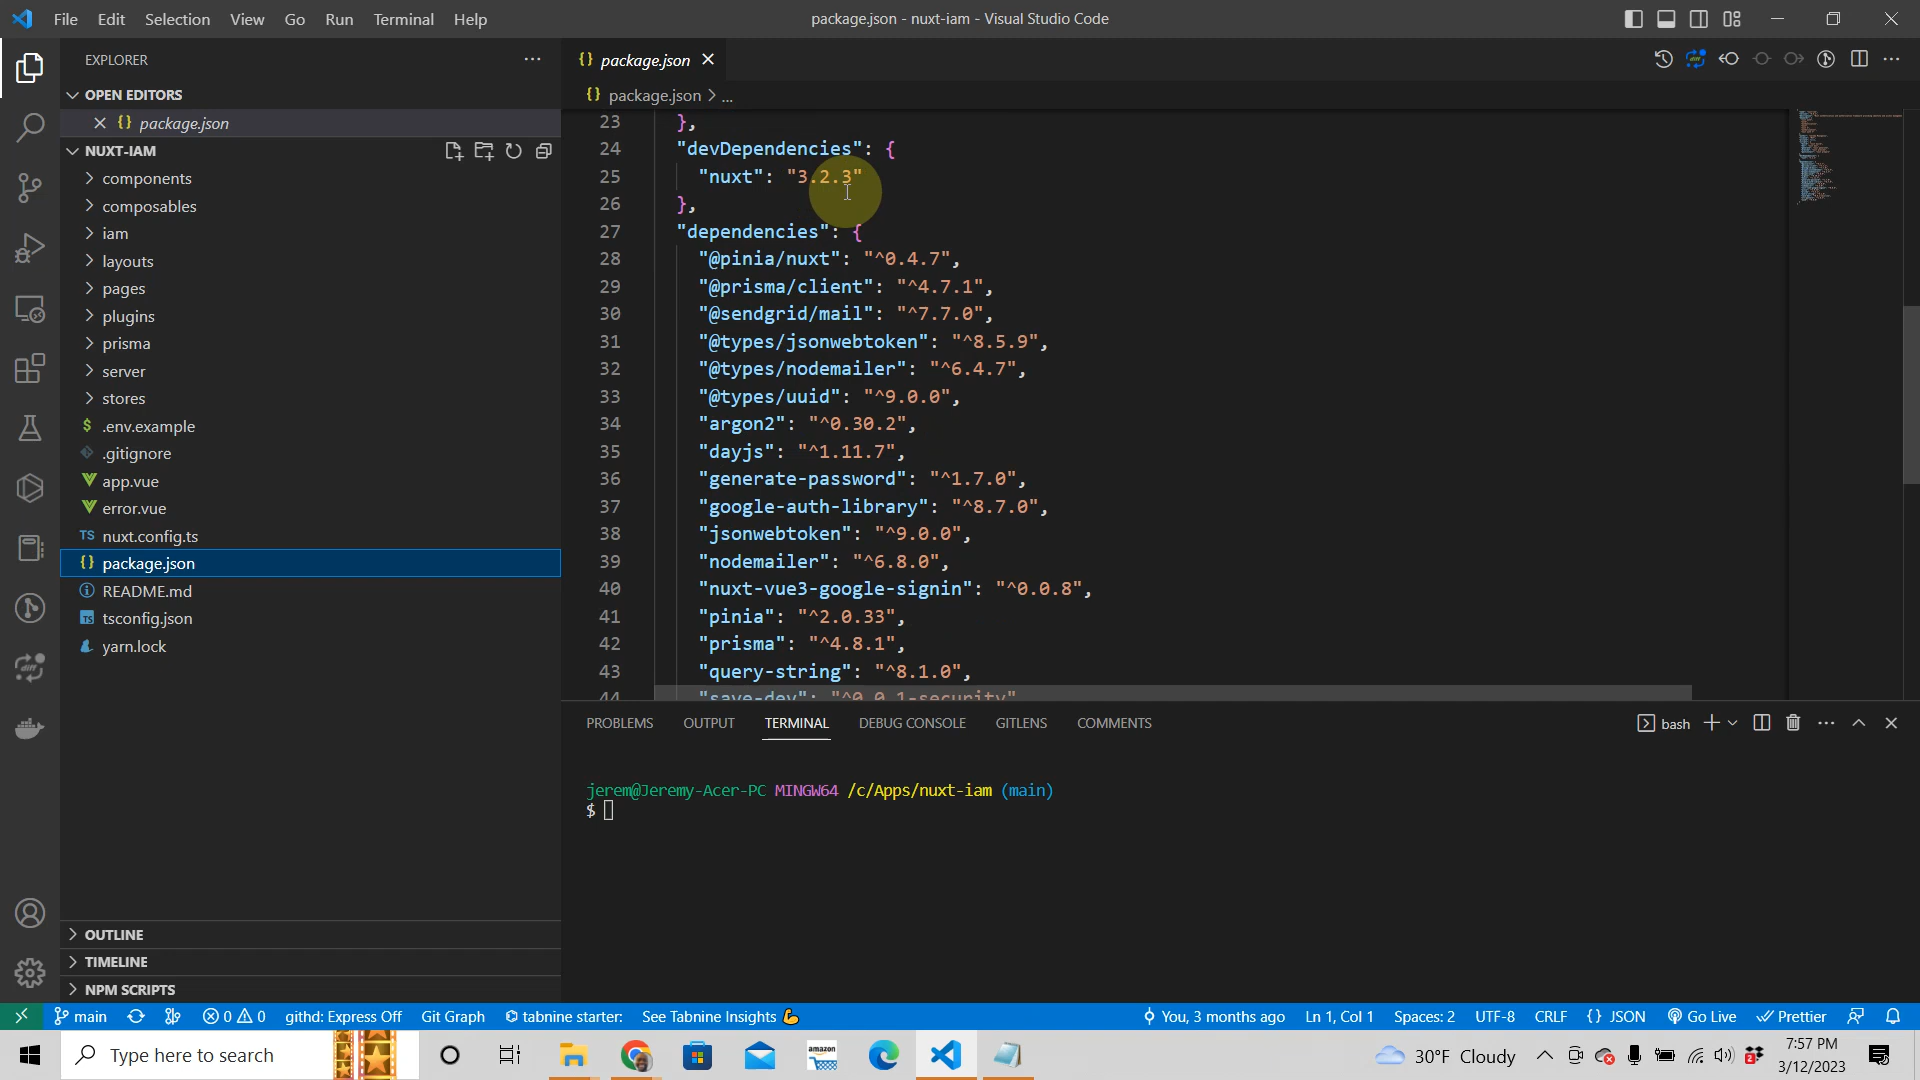 File Edit Selection View Go Run Terminal Help
package.json - nuxt-iam - Visual Studio Code
EXPLORER
OPEN EDITORS
package.json
NUXT-IAM
components
composables
iam
layouts
pages
plugins
prisma
server
stores
.env.example
.gitignore
app.vue
error.vue
nuxt.config.ts
package.json
README.md
tsconfig.json
yarn.lock
OUTLINE
TIMELINE
NPM SCRIPTS
{} package.json
{} package.json > ...
23 },
24 "devDependencies": {
25 "nuxt": "3.2.3"
26 },
27 "dependencies": {
28 "@pinia/nuxt": "^0.4.7",
29 "@prisma/client": "^4.7.1",
30 "@sendgrid/mail": "^7.7.0",
31 "@types/jsonwebtoken": "^8.5.9",
32 "@types/nodemailer": "^6.4.7",
33 "@types/uuid": "^9.0.0",
34 "argon2": "^0.30.2",
35 "dayjs": "^1.11.7",
36 "generate-password": "^1.7.0",
37 "google-auth-library": "^8.7.0",
38 "jsonwebtoken": "^9.0.0",
39 "nodemailer": "^6.8.0",
40 "nuxt-vue3-google-signin": "^0.0.8",
41 "pinia": "^2.0.33",
42 "prisma": "^4.8.1",
43 "query-string": "^8.1.0",
44 "save-dev": "^0.0.1-security"
PROBLEMS OUTPUT TERMINAL DEBUG CONSOLE GITLENS COMMENTS
bash
jerem@Jeremy-Acer-PC MINGW64 /c/Apps/nuxt-iam (main)
$
main 0 0 githd: Express Off Git Graph tabnine starter: See Tabnine Insights 💪 You, 3 months ago Ln 1, Col 1 Spaces: 2 UTF-8 CRLF {} JSON Go Live Prettier
Type here to search
amazon
30°F Cloudy
2
7:57 PM
3/12/2023